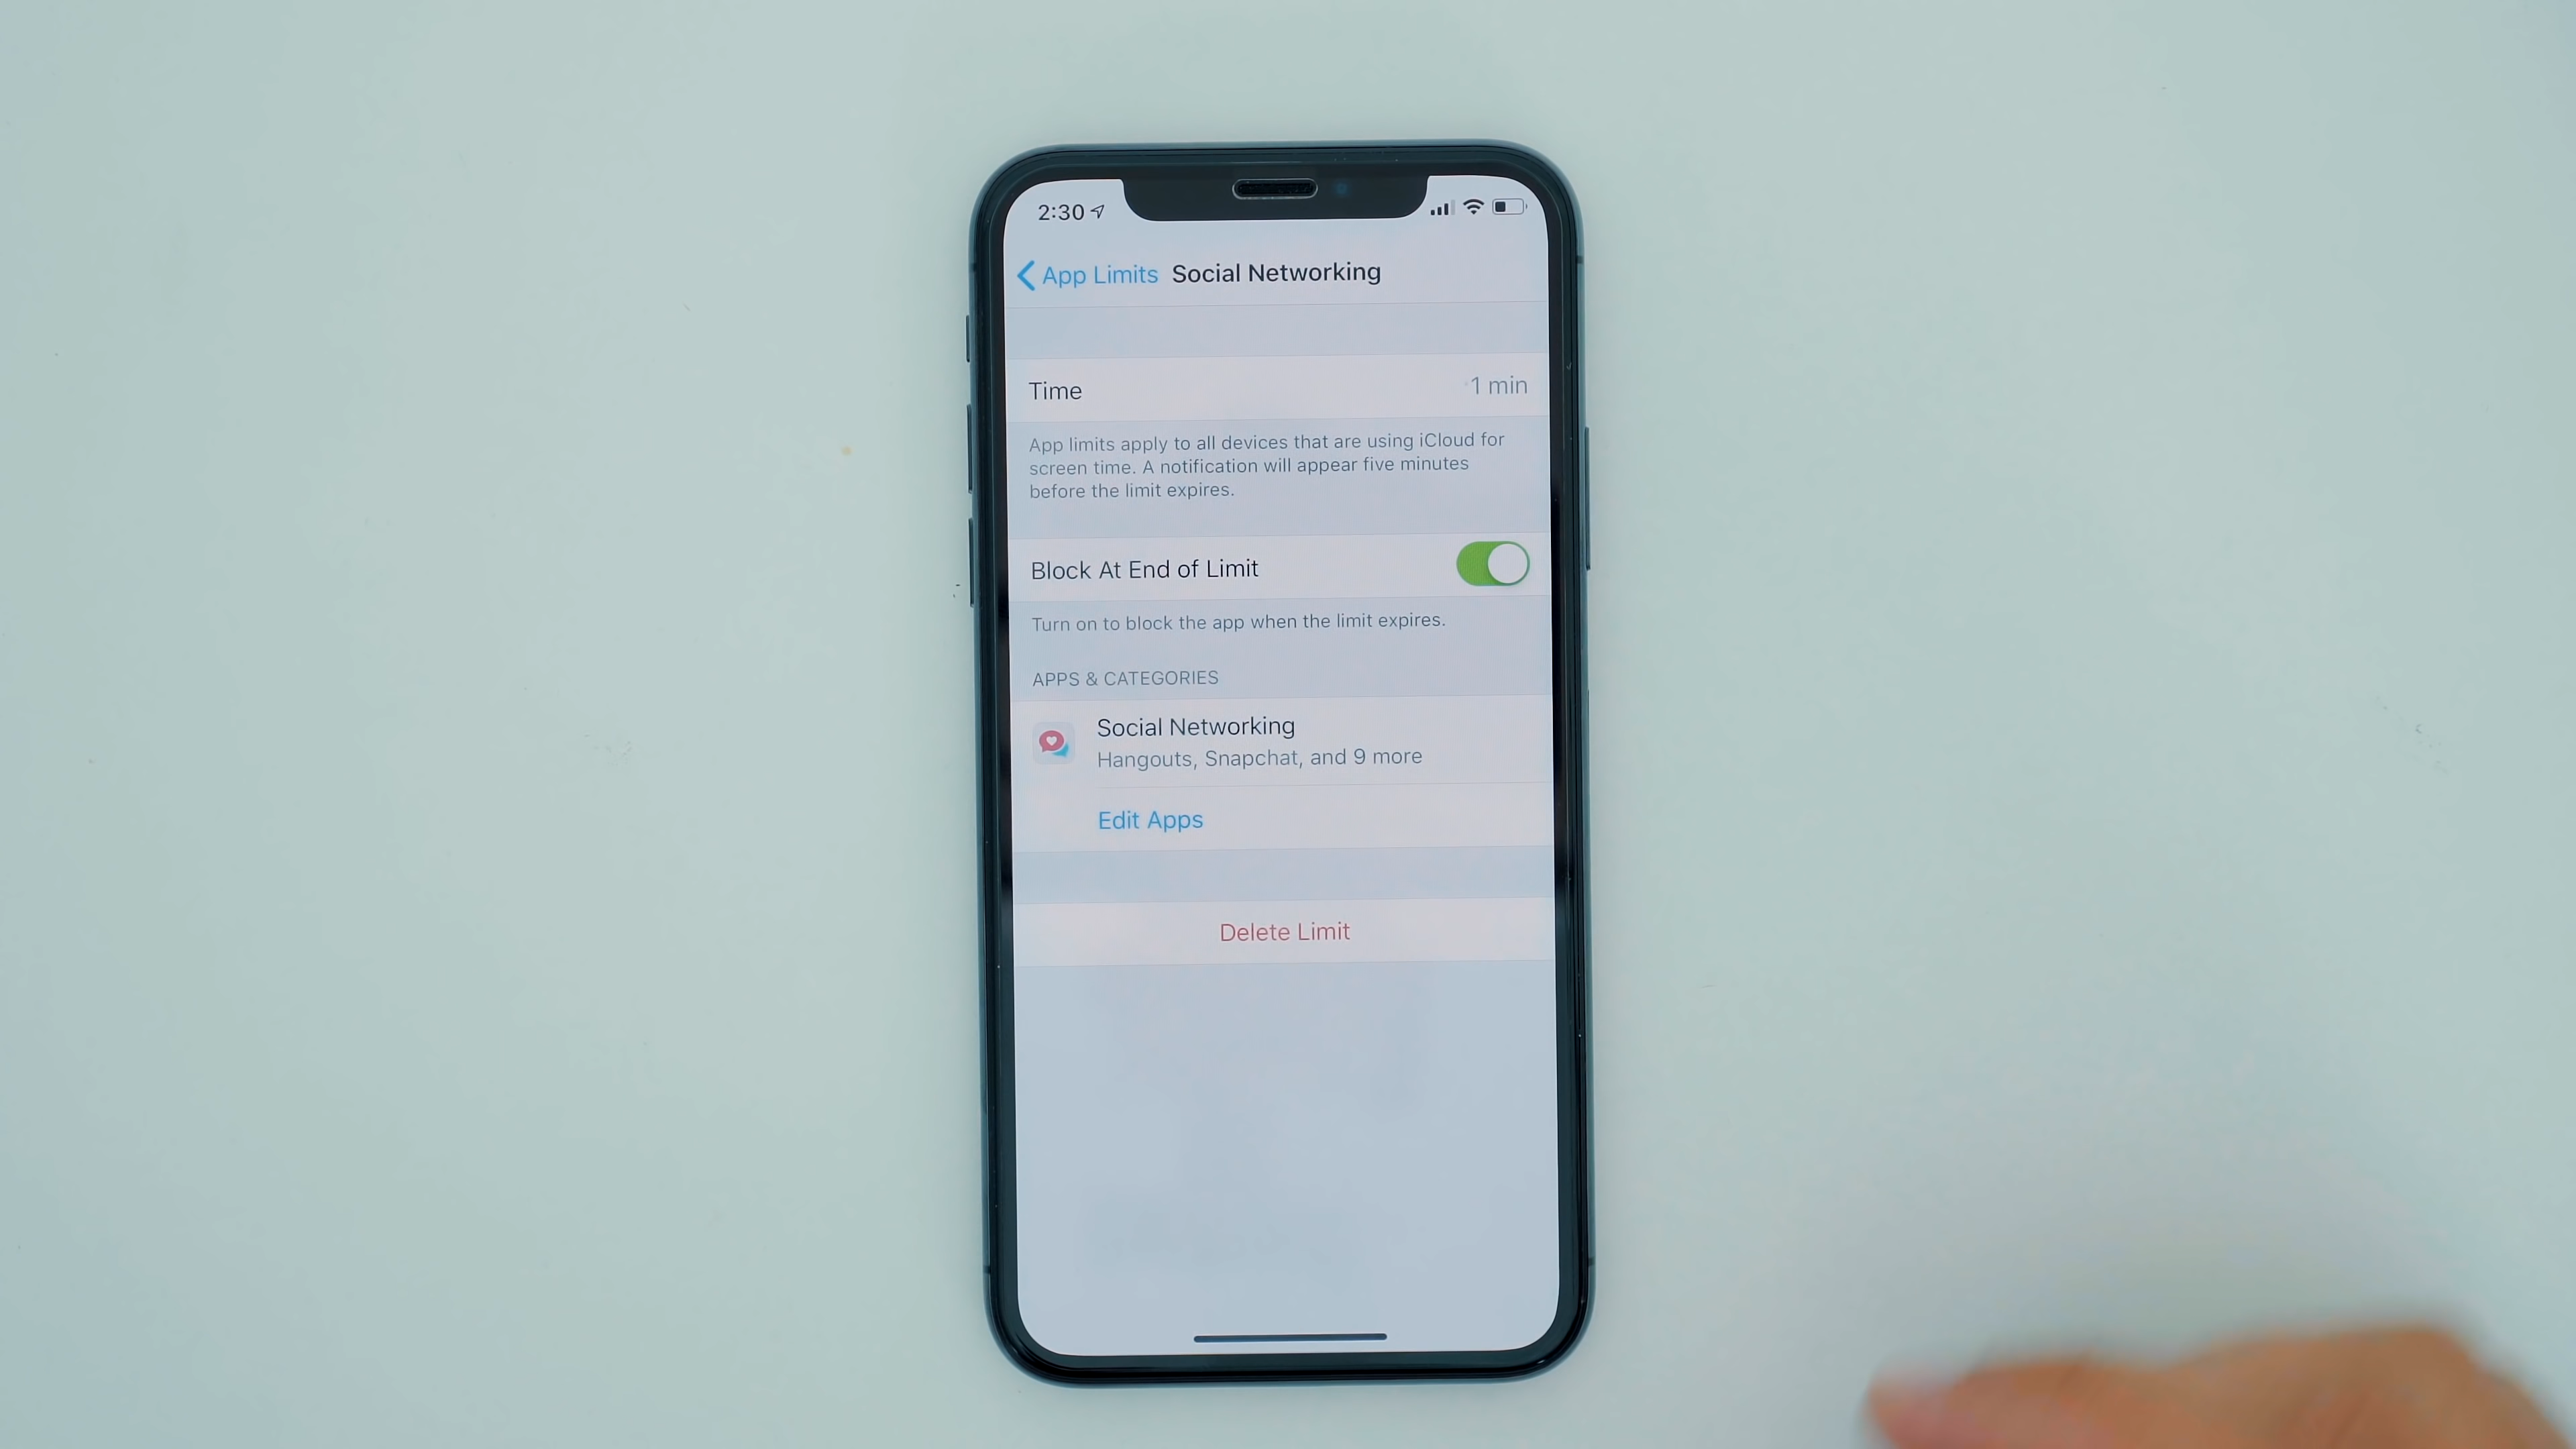 2:30
App Limits Social Networking
Time 1 min
App limits apply to all devices that are using iCloud for
screen time. A notification will appear five minutes
before the limit expires.
Block At End of Limit
Turn on to block the app when the limit expires.
APPS & CATEGORIES
Social Networking
Hangouts, Snapchat, and 9 more
Edit Apps
Delete Limit